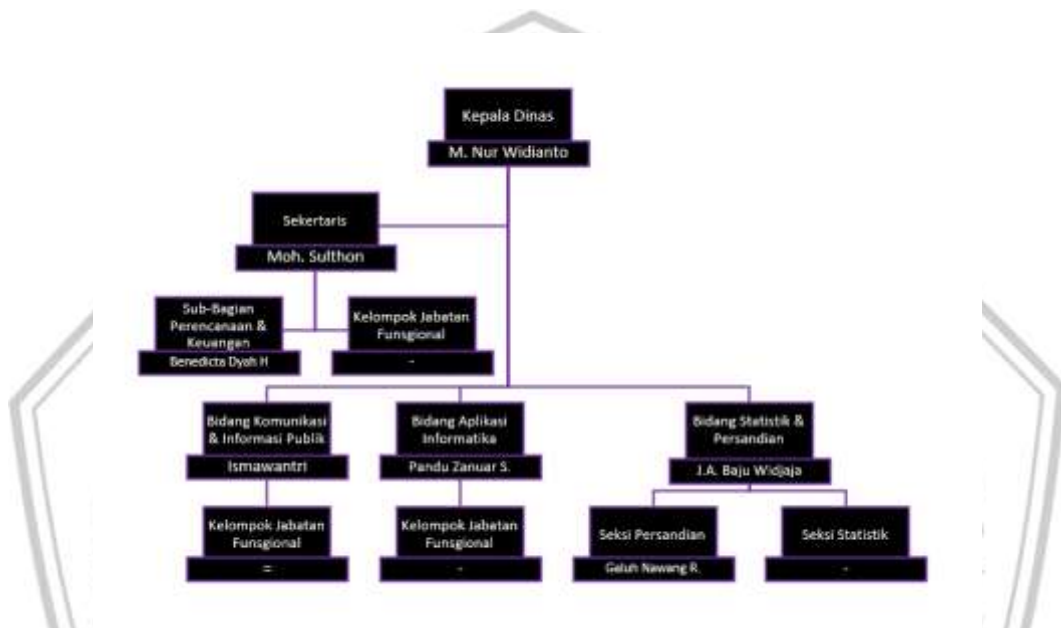 Kepala Dinas
M. Nur Widianto
Sekertaris
Moh. Sulthon
Sub-Bagian
Perencanaan &
Keuangan
Benedicta Dyah H
Kelompok Jabatan
Funsgional
-
Bidang Komunikasi
& Informasi Publik
Ismawantri
Bidang Aplikasi
Informatika
Pandu Zanuar S.
Bidang Statistik &
Persandian
J.A. Baju Widjaja
Kelompok Jabatan
Funsgional
=
Kelompok Jabatan
Funsgional
-
Seksi Persandian
Galuh Nawang R.
Seksi Statistik
-